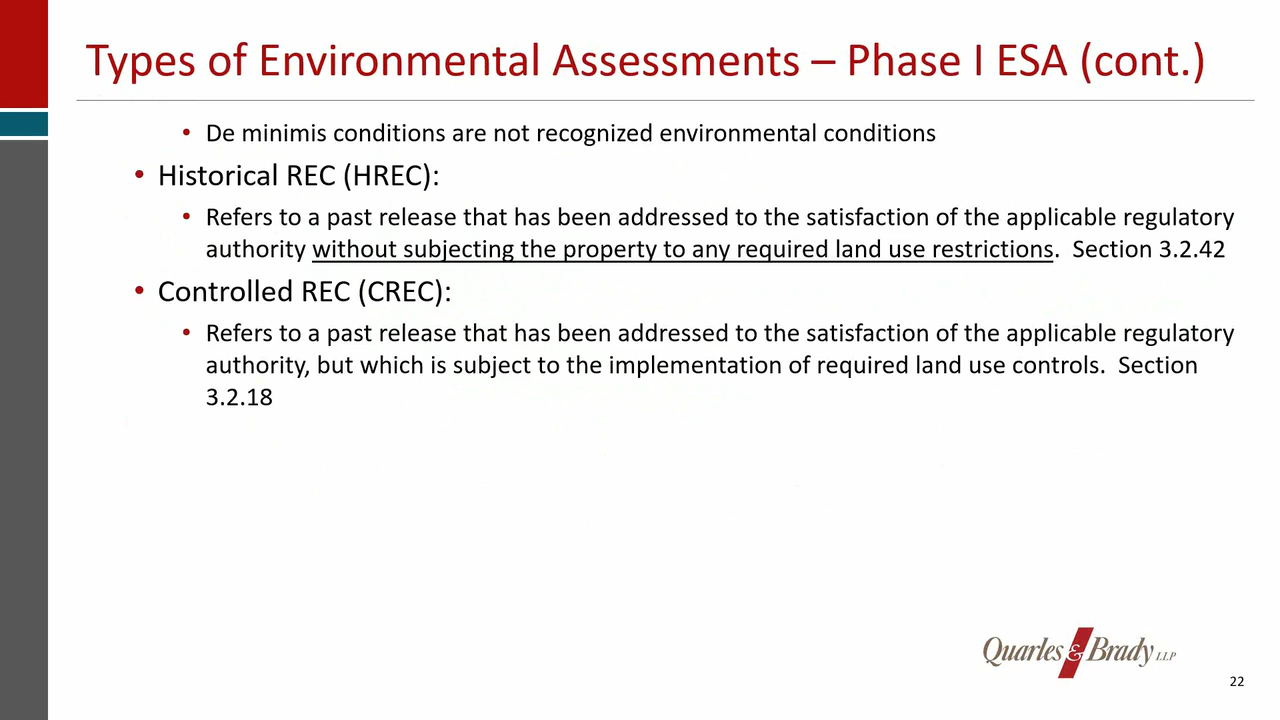 Types of Environmental Assessments – Phase I ESA (cont.)
• De minimis conditions are not recognized environmental conditions
• Historical REC (HREC):
• Refers to a past release that has been addressed to the satisfaction of the applicable regulatory
authority without subjecting the property to any required land use restrictions.  Section 3.2.42
• Controlled REC (CREC):
• Refers to a past release that has been addressed to the satisfaction of the applicable regulatory
authority, but which is subject to the implementation of required land use controls.  Section
3.2.18
Quarles & Brady LLP
22